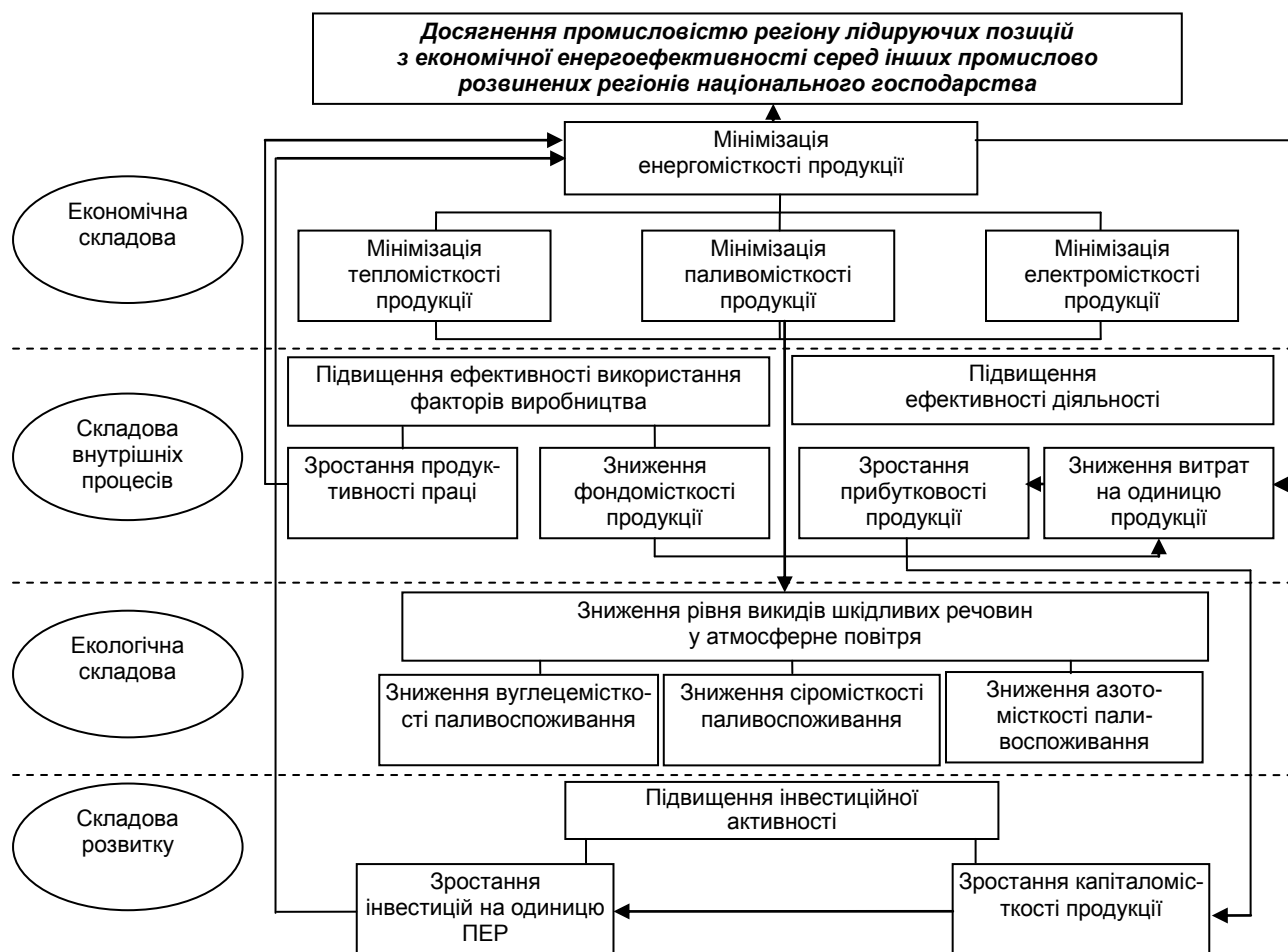 Досягнення промисловістю регіону лідируючих позицій
з економічної енергоефективності серед інших промислово
розвинених регіонів національного господарства
Мінімізація
енергомісткості продукції
Економічна
складова
Мінімізація
тепломісткості
продукції
Мінімізація
паливомісткості
продукції
Мінімізація
електромісткості
продукції
Складова
внутрішніх
процесів
Підвищення ефективності використання
факторів виробництва
Підвищення
ефективності діяльності
Зростання продук-
тивності праці
Зниження
фондомісткості
продукції
Зростання
прибутковості
продукції
Зниження витрат
на одиницю
продукції
Екологічна
складова
Зниження рівня викидів шкідливих речовин
у атмосферне повітря
Зниження вуглецемістко-
ості паливоспоживання
Зниження сіромісткості
паливоспоживання
Зниження азото-
місткості пали-
воспоживання
Складова
розвитку
Підвищення інвестиційної
активності
Зростання
інвестицій на одиницю
ПЕР
Зростання капіталоміс-
ткості продукції